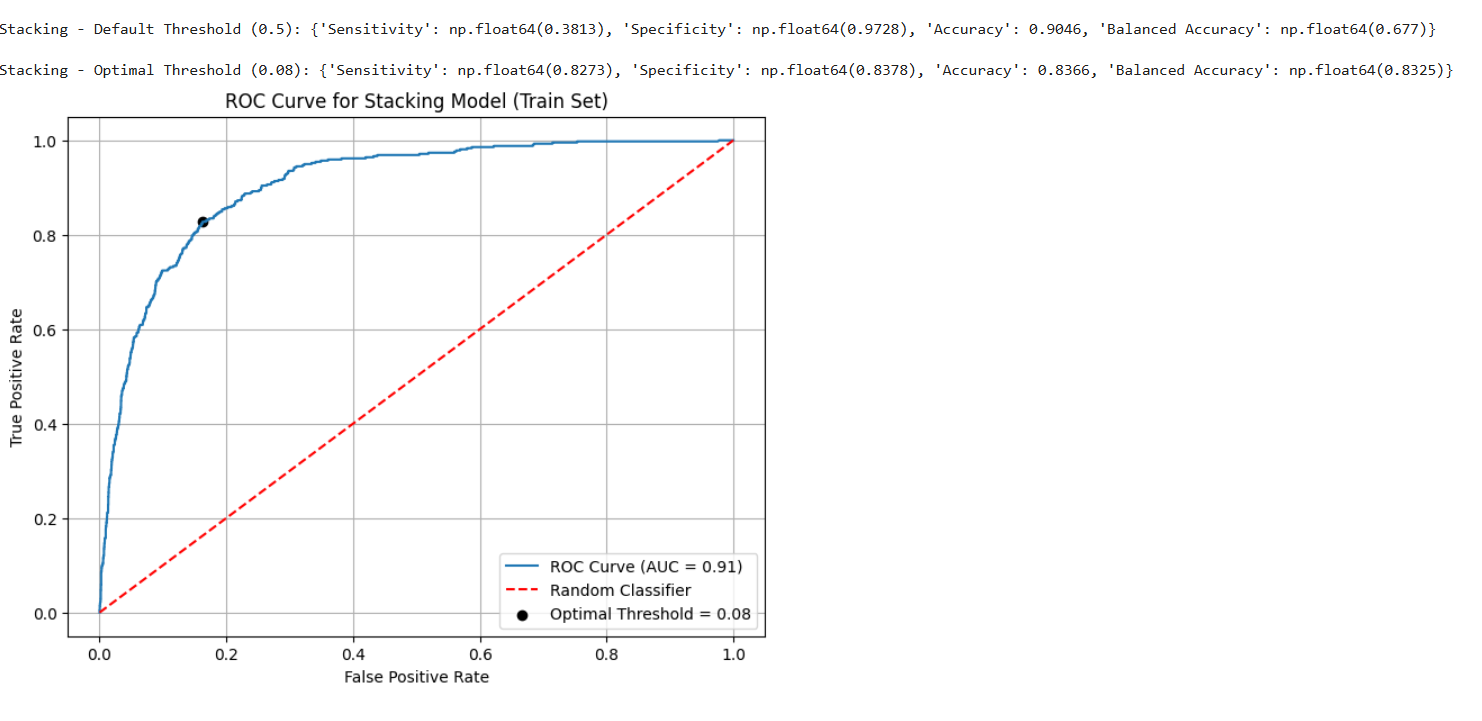 Stacking - Default Threshold (0.5): {'Sensitivity': np.float64(0.3813), 'Specificity': np.float64(0.9728), 'Accuracy': 0.9046, 'Balanced Accuracy': np.float64(0.677)}
Stacking - Optimal Threshold (0.08): {'Sensitivity': np.float64(0.8273), 'Specificity': np.float64(0.8378), 'Accuracy': 0.8366, 'Balanced Accuracy': np.float64(0.8325)}
ROC Curve for Stacking Model (Train Set)
True Positive Rate
1.0
0.8
0.6
0.4
0.2
0.0
ROC Curve (AUC = 0.91)
Random Classifier
Optimal Threshold = 0.08
0.0 0.2 0.4 0.6 0.8 1.0
False Positive Rate